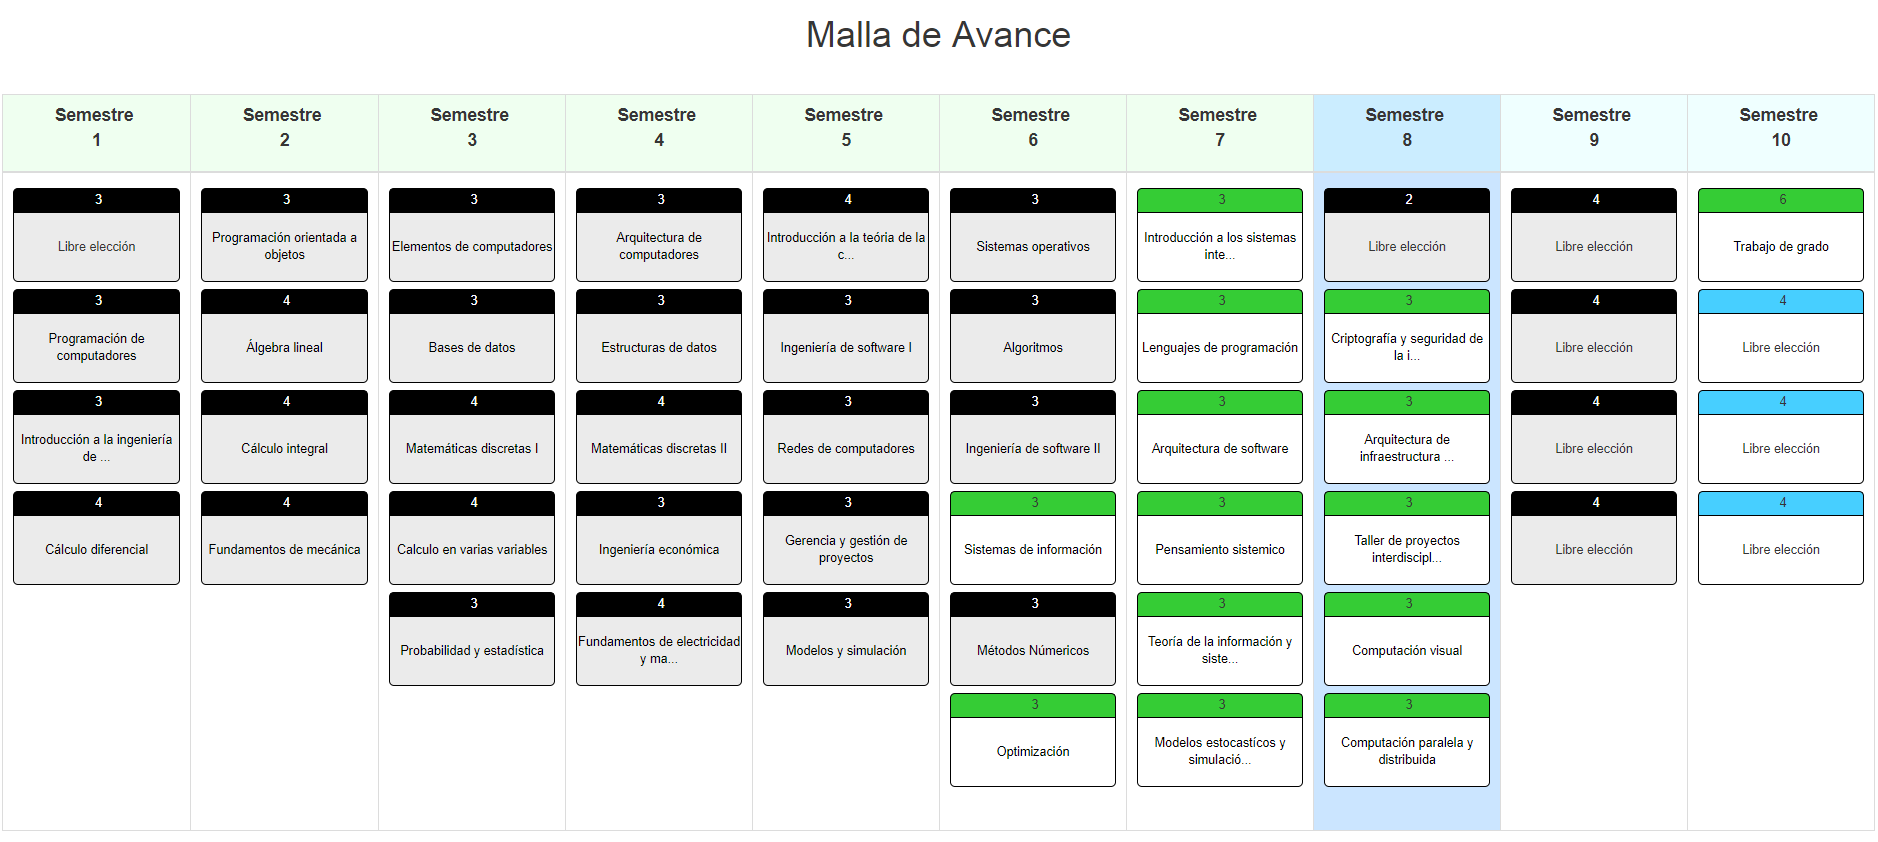 Malla de Avance
Semestre
1
Semestre
2
Semestre
3
Semestre
4
Semestre
5
Semestre
6
Semestre
7
Semestre
8
Semestre
9
Semestre
10
3
Libre elección
3
Programación de
computadores
3
Introducción a la ingeniería
de ...
4
Cálculo diferencial
3
Programación orientada a
objetos
4
Álgebra lineal
4
Cálculo integral
4
Fundamentos de mecánica
3
Elementos de computadores
3
Bases de datos
4
Matemáticas discretas I
4
Calculo en varias variables
3
Probabilidad y estadística
3
Arquitectura de
computadores
3
Estructuras de datos
4
Matemáticas discretas II
3
Ingeniería económica
4
Fundamentos de electricidad
y ma...
4
Introducción a la teória de la
c...
3
Ingeniería de software I
3
Redes de computadores
3
Gerencia y gestión de
proyectos
3
Modelos y simulación
3
Sistemas operativos
3
Algoritmos
3
Ingeniería de software II
3
Sistemas de información
3
Métodos Númericos
3
Optimización
3
Introducción a los sistemas
inte...
3
Lenguajes de programación
3
Arquitectura de software
3
Pensamiento sistemico
3
Teoría de la información y
siste...
3
Modelos estocastícos y
simulació...
2
Libre elección
3
Criptografía y seguridad de
la i...
3
Arquitectura de
infraestructura ...
3
Taller de proyectos
interdiscipl...
3
Computación visual
3
Computación paralela y
distribuida
4
Libre elección
4
Libre elección
4
Libre elección
4
Libre elección
6
Trabajo de grado
4
Libre elección
4
Libre elección
4
Libre elección